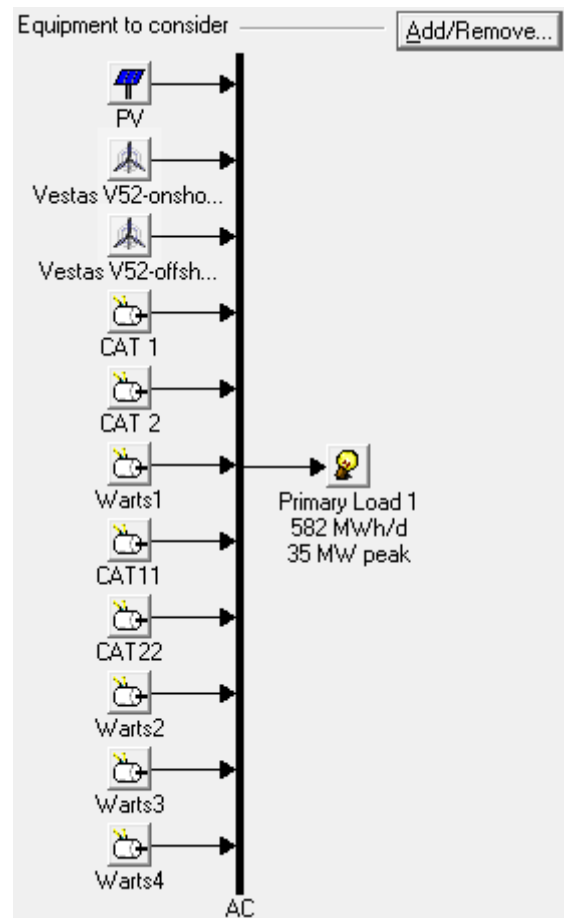 Equipment to consider
Add/Remove...
PV
Vestas V52-onsho...
Vestas V52-offsh...
CAT 1
CAT 2
Warts1
Primary Load 1
582 MWh/d
35 MW peak
CAT11
CAT22
Warts2
Warts3
Warts4
AC